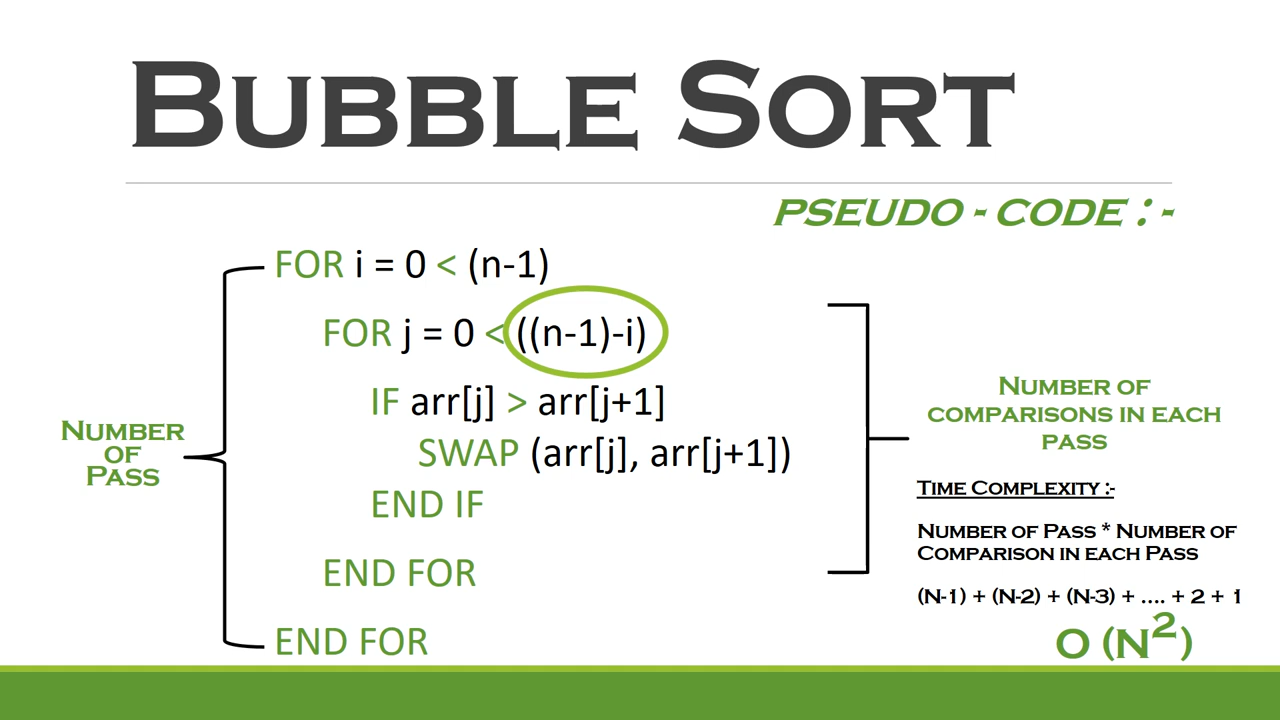 BUBBLE SORT
PSEUDO - CODE : -
FOR i = 0 < (n-1)
FOR j = 0 < ((n-1)-i)
IF arr[j] > arr[j+1]
SWAP (arr[j], arr[j+1])
END IF
END FOR
END FOR
NUMBER
OF
PASS
NUMBER OF
COMPARISONS IN EACH
PASS
TIME COMPLEXITY :-
NUMBER OF PASS * NUMBER OF
COMPARISON IN EACH PASS
(N-1) + (N-2) + (N-3) + .... + 2 + 1
O (N²)